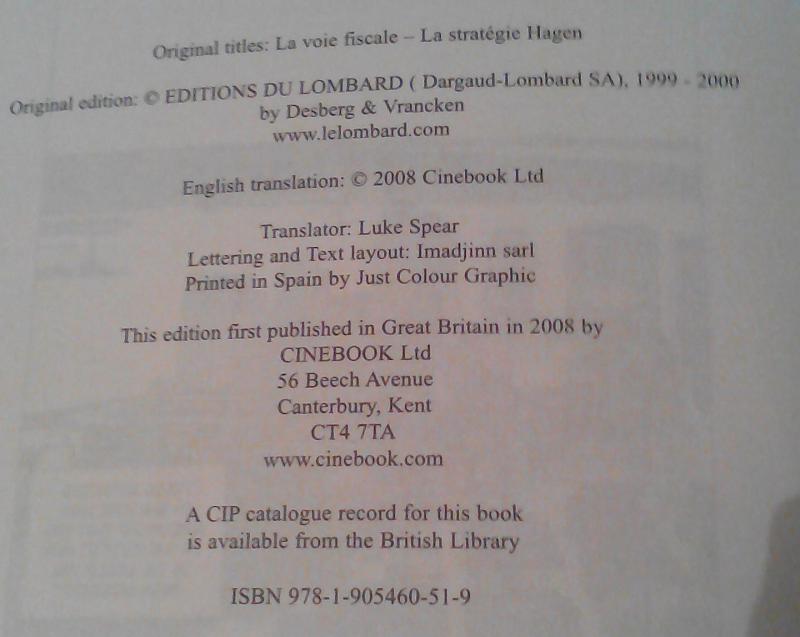 Original titles: La voie fiscale – La stratégie Hagen
Original edition: © EDITIONS DU LOMBARD ( Dargaud-Lombard SA), 1999 - 2000
by Desberg & Vrancken
www.lelombard.com
English translation: © 2008 Cinebook Ltd
Translator: Luke Spear
Lettering and Text layout: Imadjinn sarl
Printed in Spain by Just Colour Graphic
This edition first published in Great Britain in 2008 by
CINEBOOK Ltd
56 Beech Avenue
Canterbury, Kent
CT4 7TA
www.cinebook.com
A CIP catalogue record for this book
is available from the British Library
ISBN 978-1-905460-51-9